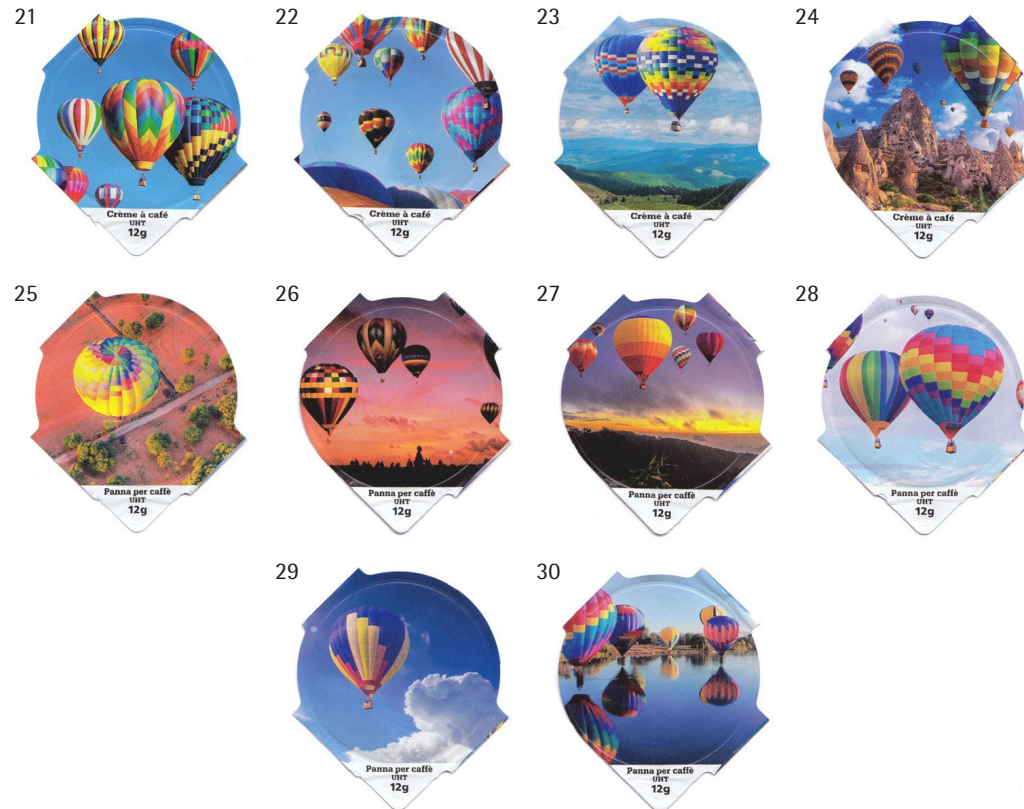 21
22
23
24
Crème à café
UHT
12g
Crème à café
UHT
12g
Crème à café
UHT
12g
Crème à café
UHT
12g
25
26
27
28
Panna per caffè
UHT
12g
Panna per caffè
UHT
12g
Panna per caffè
UHT
12g
Panna per caffè
UHT
12g
29
30
Panna per caffè
UHT
12g
Panna per caffè
UHT
12g